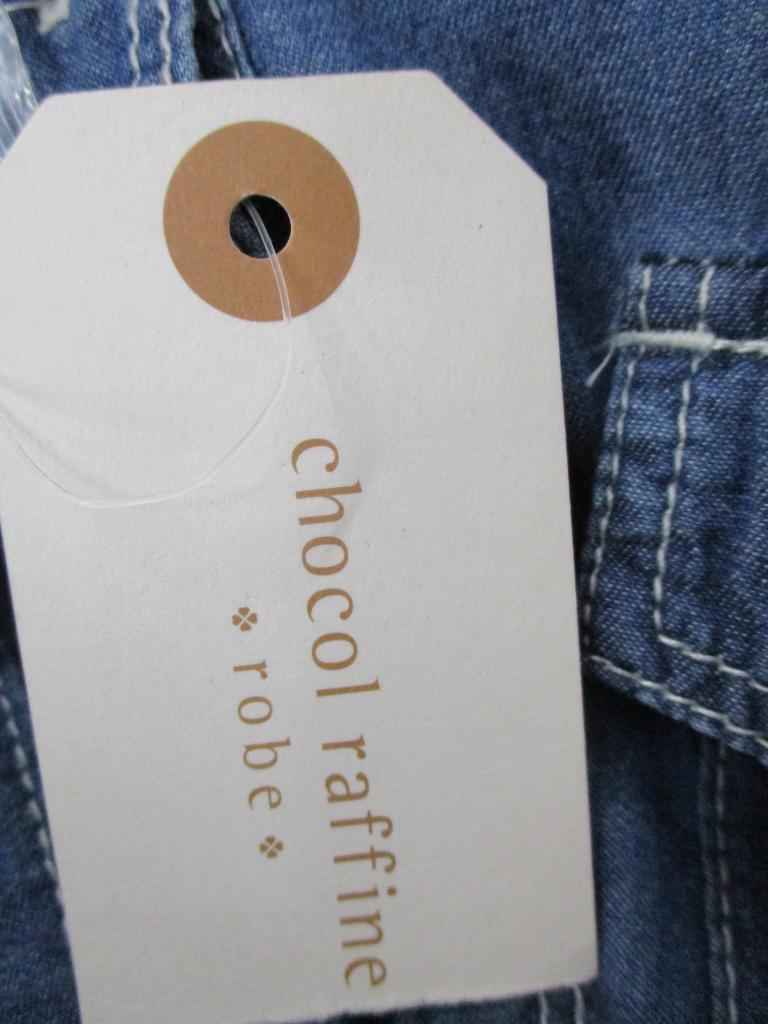 chocol raffine
☘ robe ☘